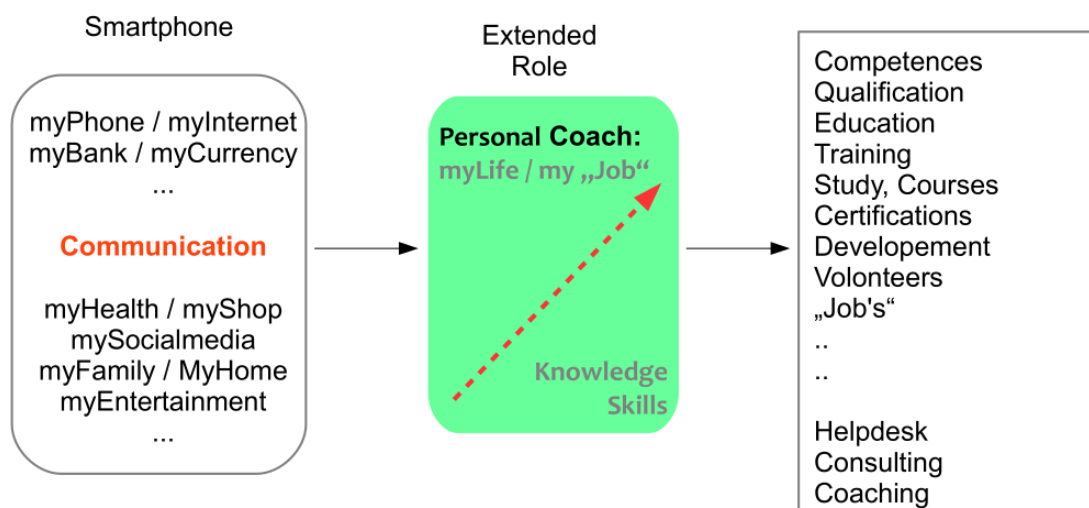 Smartphone
myPhone / myInternet
myBank / myCurrency
...
Communication
myHealth / myShop
mySocialmedia
myFamily / MyHome
myEntertainment
...
Extended
Role
Personal Coach:
myLife / my „Job“
Knowledge
Skills
Competences
Qualification
Education
Training
Study, Courses
Certifications
Developement
Volonteers
„Job's“
..
..
Helpdesk
Consulting
Coaching